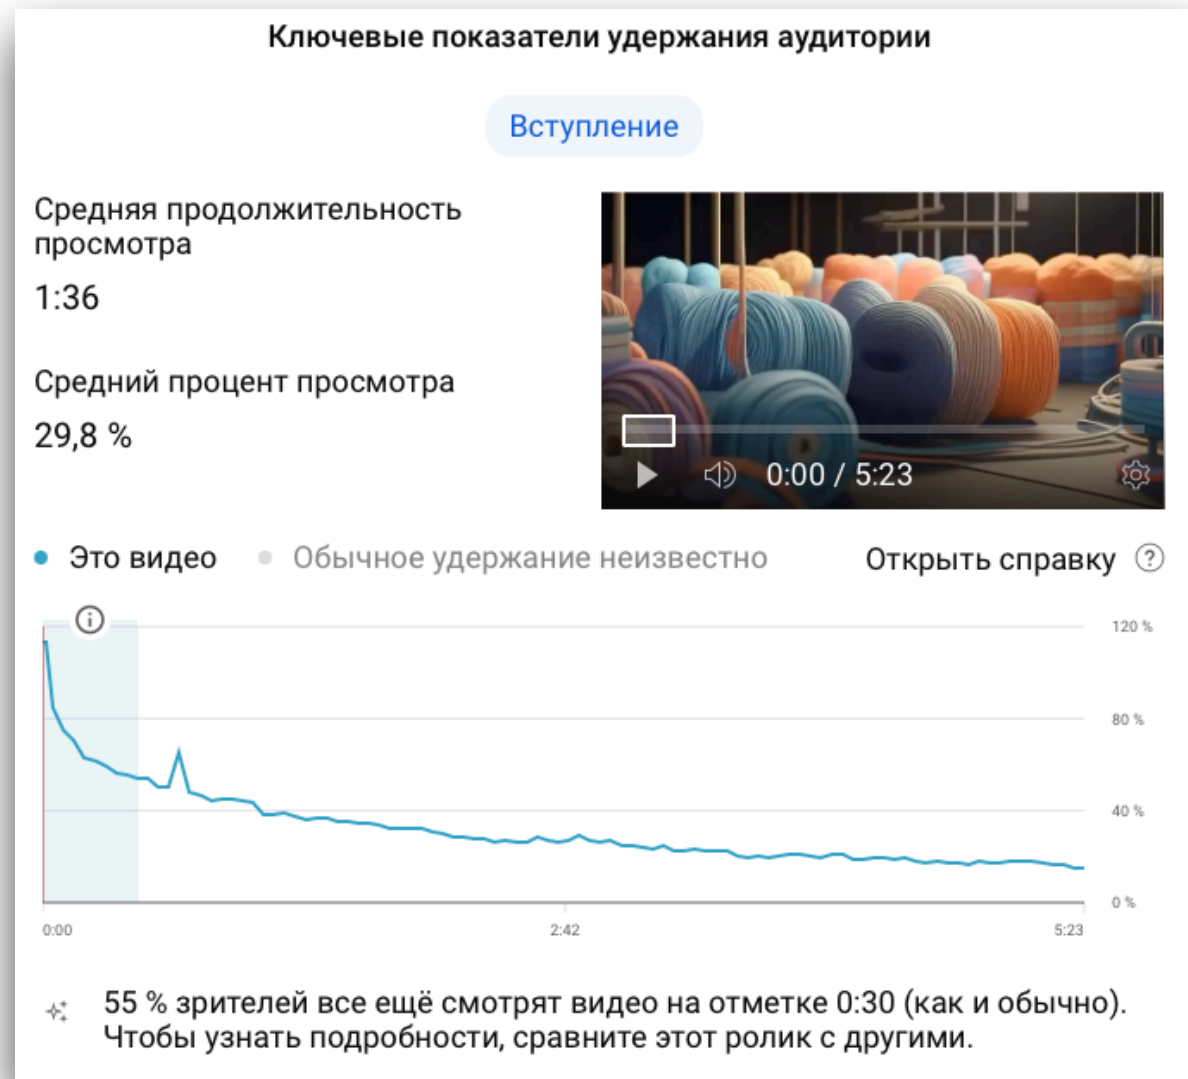 Ключевые показатели удержания аудитории
Вступление
Средняя продолжительность
просмотра
1:36
Средний процент просмотра
29,8 %
0:00 / 5:23
Это видео
Обычное удержание неизвестно
Открыть справку
120 %
80 %
40 %
0 %
0:00
2:42
5:23
55 % зрителей все ещё смотрят видео на отметке 0:30 (как и обычно).
Чтобы узнать подробности, сравните этот ролик с другими.